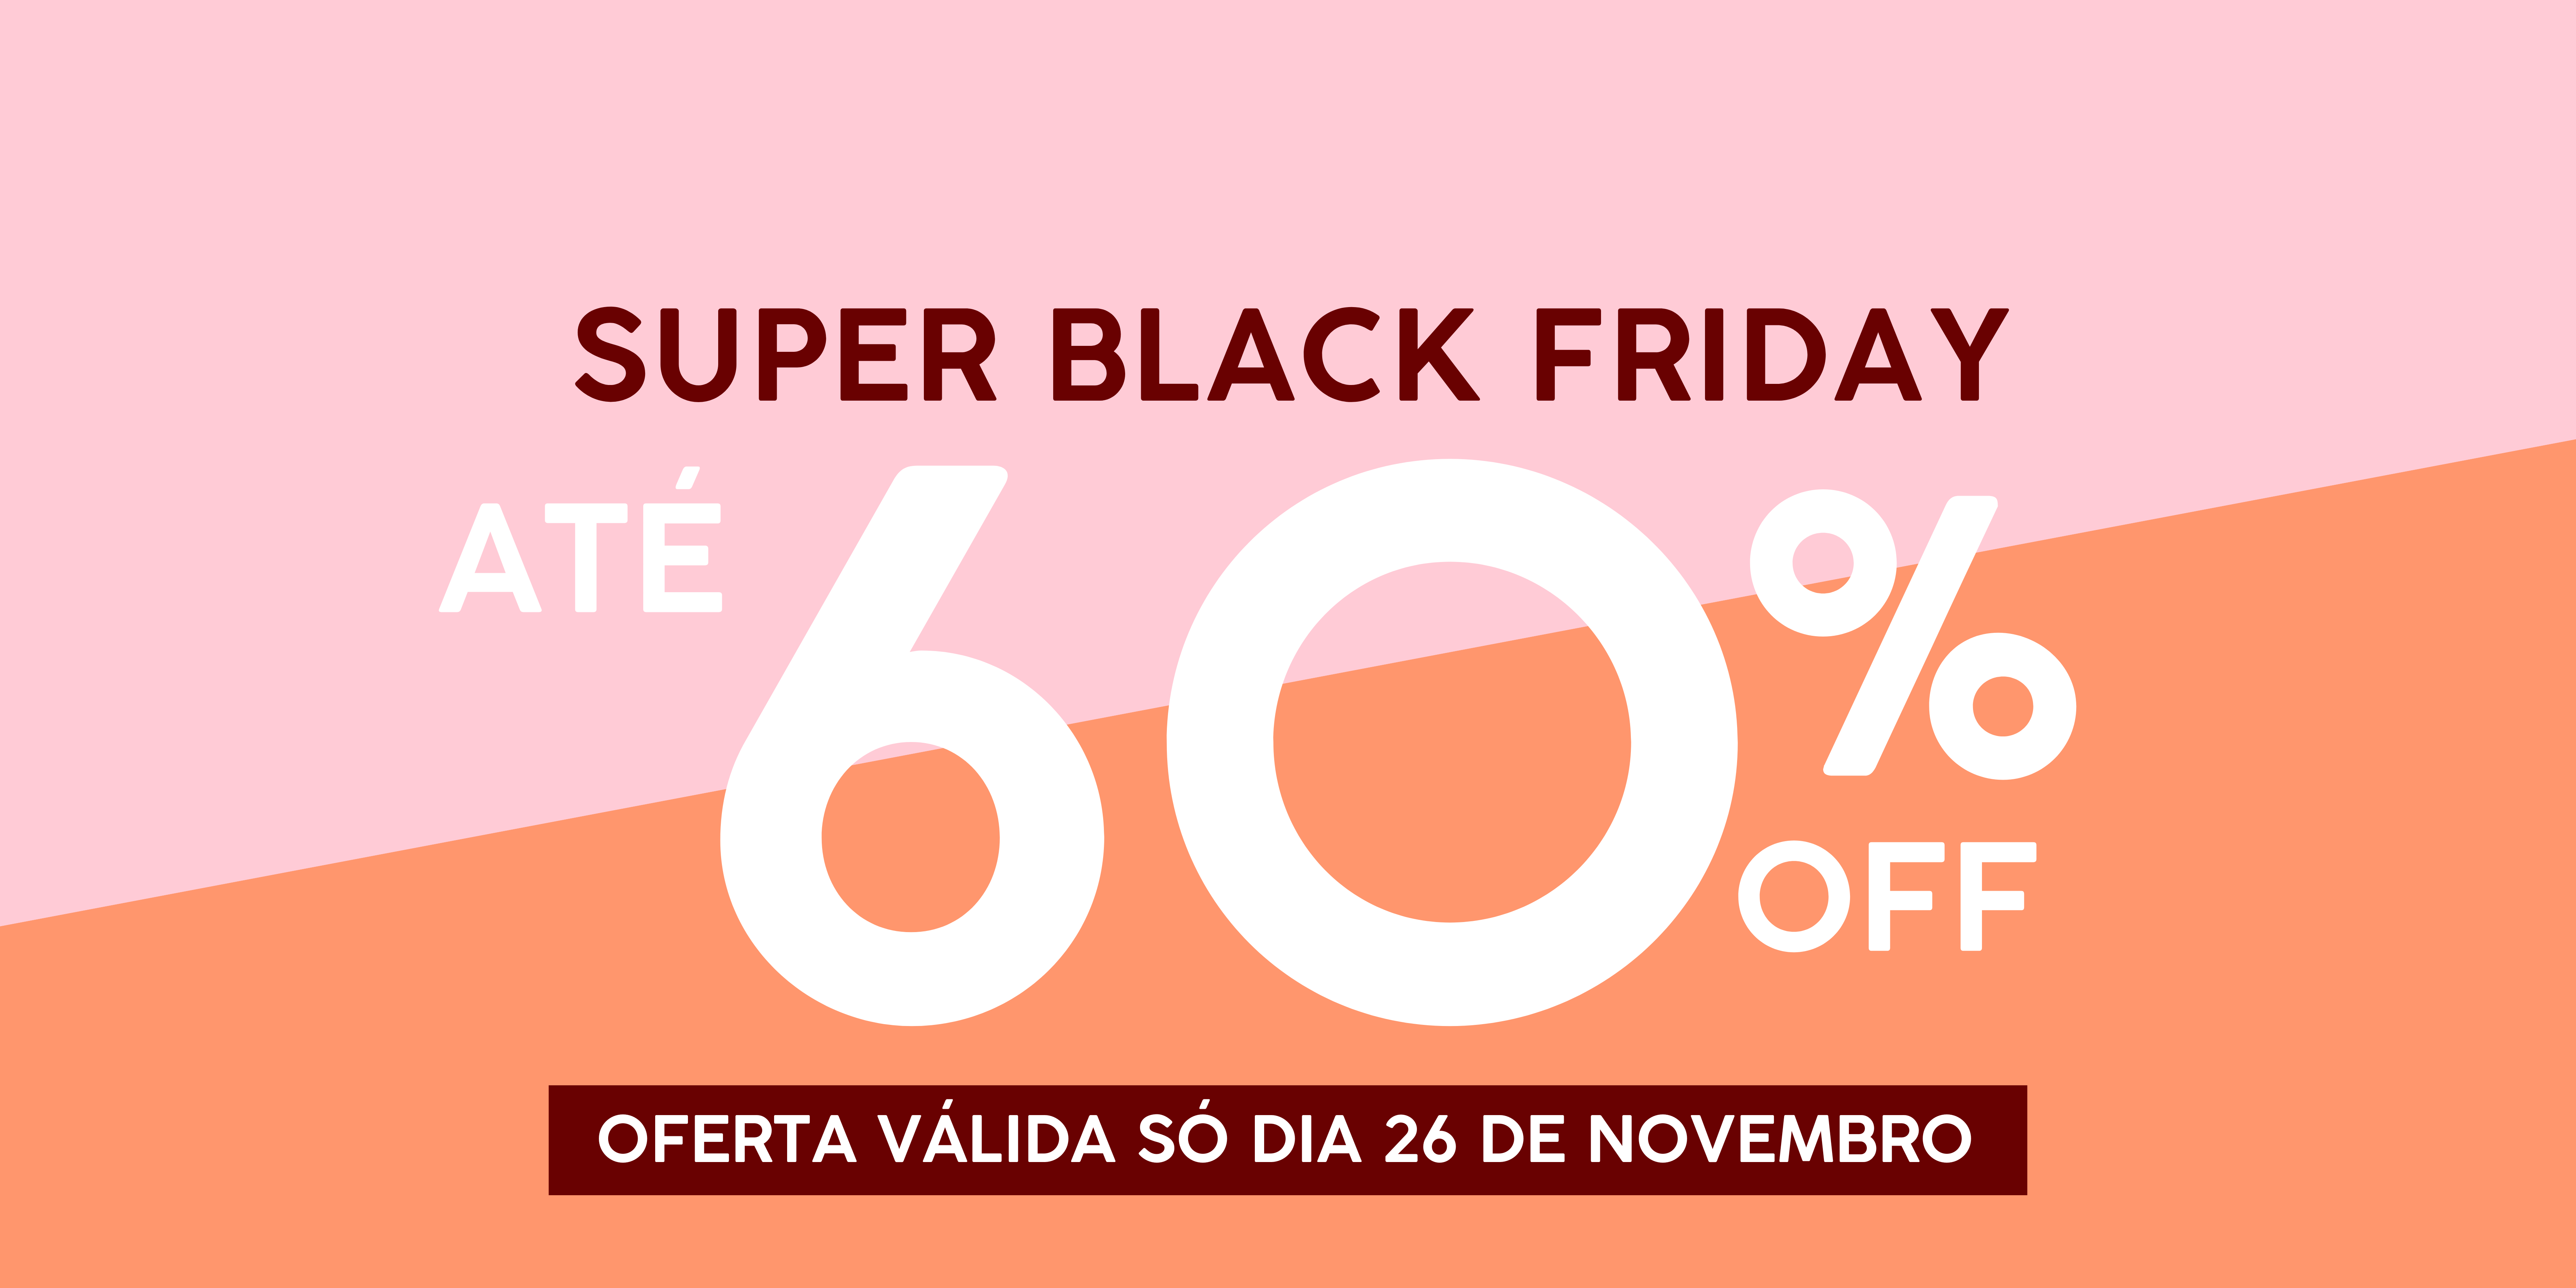 SUPER BLACK FRIDAY
ATÉ 60% OFF
OFERTA VÁLIDA SÓ DIA 26 DE NOVEMBRO